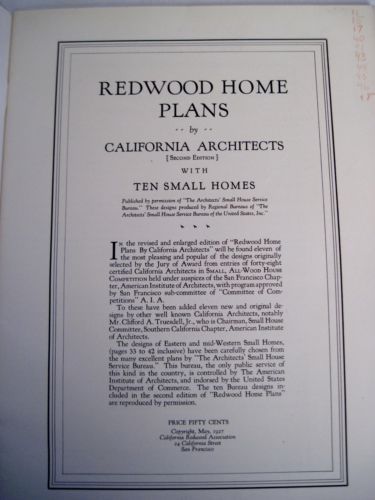 REDWOOD HOME
PLANS
-- by --
CALIFORNIA ARCHITECTS
[SECOND EDITION]
WITH
TEN SMALL HOMES
Published by permission of "The Architects' Small House Service
Bureau." These designs produced by Regional Bureaus of "The
Architects' Small House Service Bureau of the United States, Inc."
IN the revised and enlarged edition of "Redwood Home
Plans By California Architects" will be found eleven of
the most pleasing and popular of the designs originally
selected by the Jury of Award from entries of forty-eight
certified California Architects in SMALL, ALL-WOOD HOUSE
COMPETITION held under auspices of the San Francisco Chap-
ter, American Institute of Architects, with program approved
by San Francisco sub-committee of "Committee of Com-
petitions" A. I. A.
To these have been added eleven new and original de-
signs by other well known California Architects, notably
Mr. Clifford A. Truesdell, Jr., who is Chairman, Small House
Committee, Southern California Chapter, American Institute
of Architects.
The designs of Eastern and mid-Western Small Homes,
(pages 33 to 42 inclusive) have been carefully chosen from
the many excellent plans by "The Architects' Small House
Service Bureau." This bureau, the only public service of
this kind in the country, is controlled by The American
Institute of Architects, and indorsed by the United States
Department of Commerce. The ten Bureau designs in-
cluded in the second edition of "Redwood Home Plans"
are reproduced by permission.
PRICE FIFTY CENTS
Copyright, May, 1927
California Redwood Association
24 California Street
San Francisco